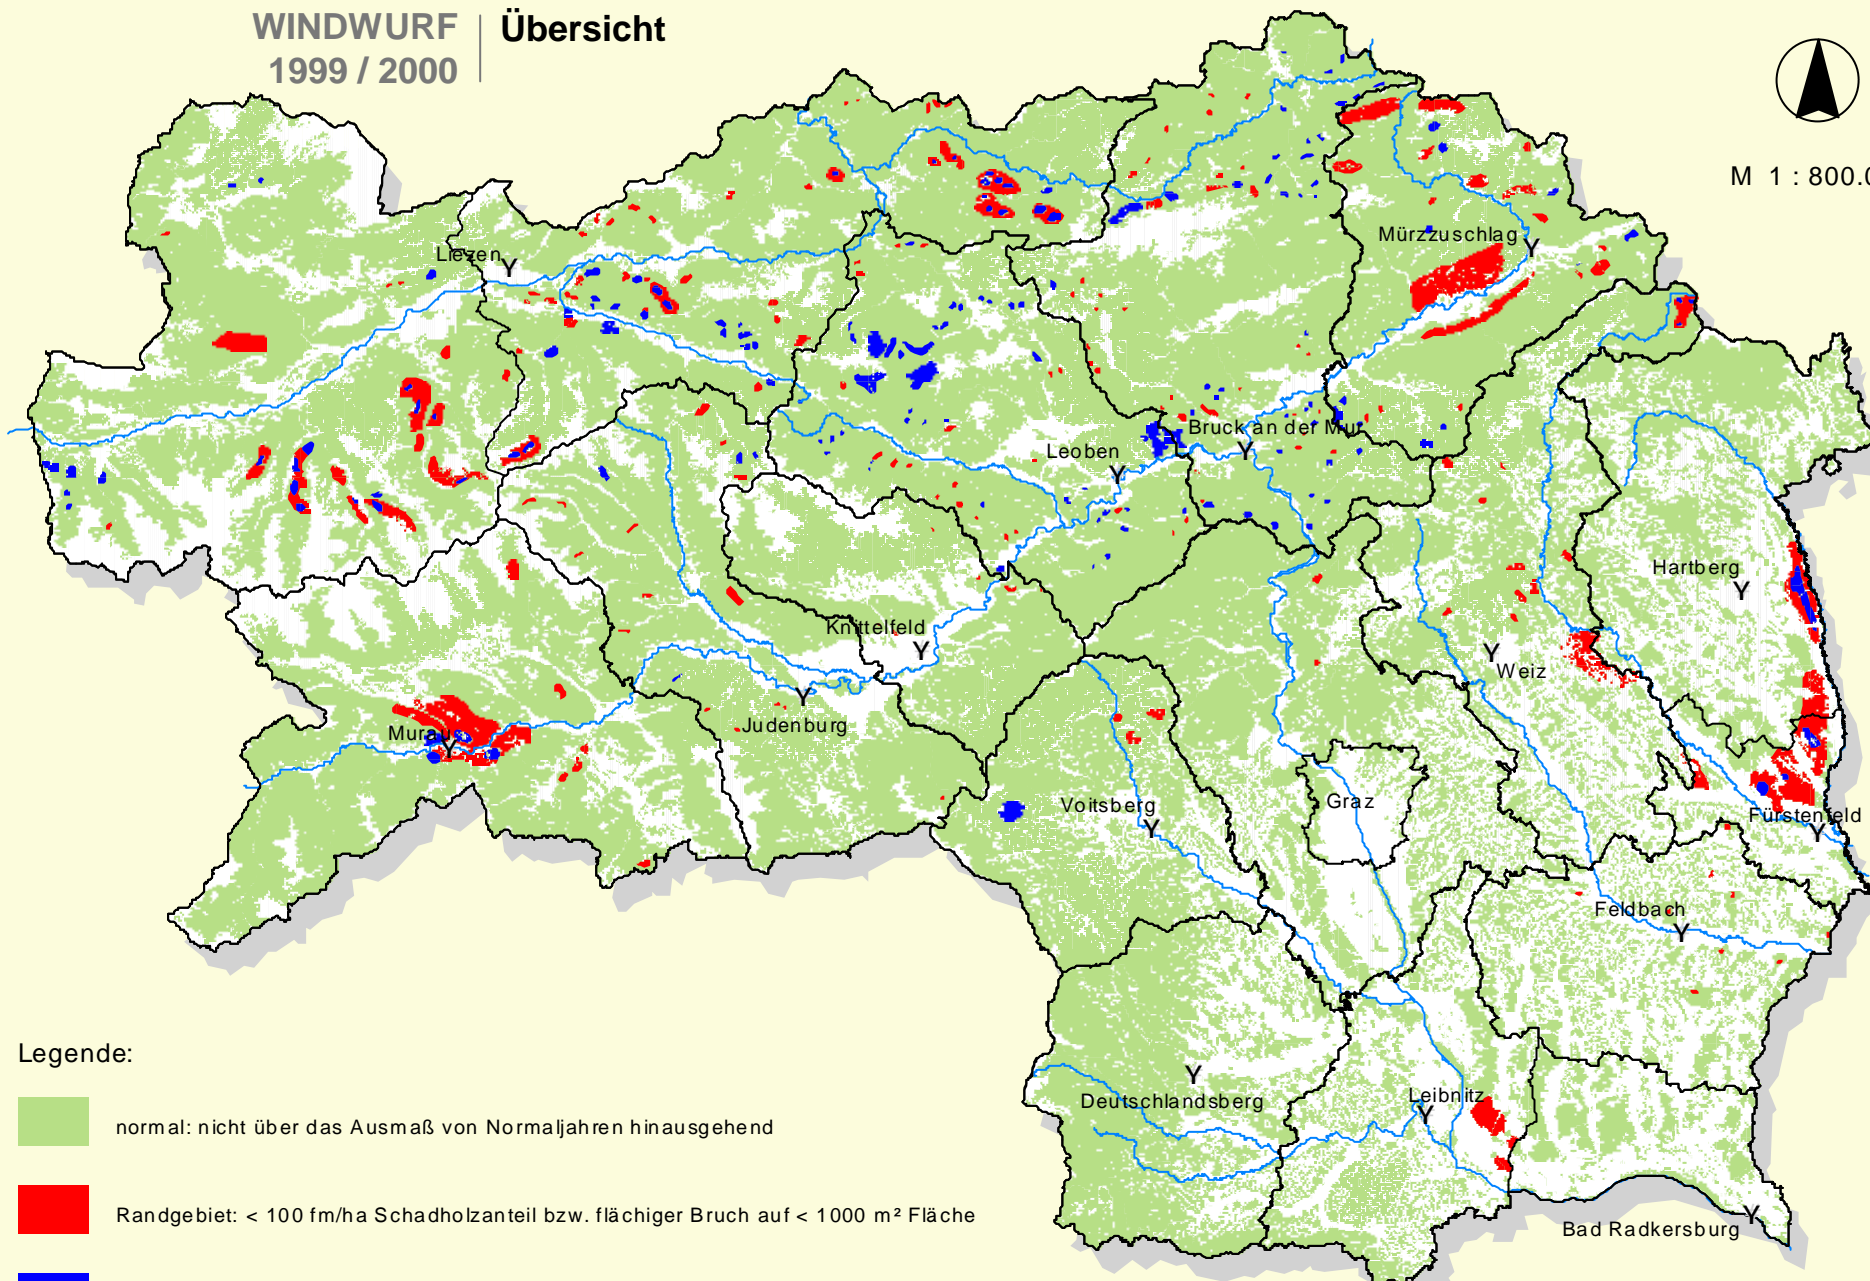 WINDWURF
1999 / 2000
Übersicht
M 1 : 800.0
Liezen
Mürzzuschlag
Leoben
Bruck an der Mur
Hartberg
Knittelfeld
Weiz
Judenburg
Murau
Voitsberg
Graz
Fürstenfeld
Feldbach
Deutschlandsberg
Leibnitz
Bad Radkersburg
Legende:
normal: nicht über das Ausmaß von Normaljahren hinausgehend
Randgebiet: < 100 fm/ha Schadholzanteil bzw. flächiger Bruch auf < 1000 m² Fläche